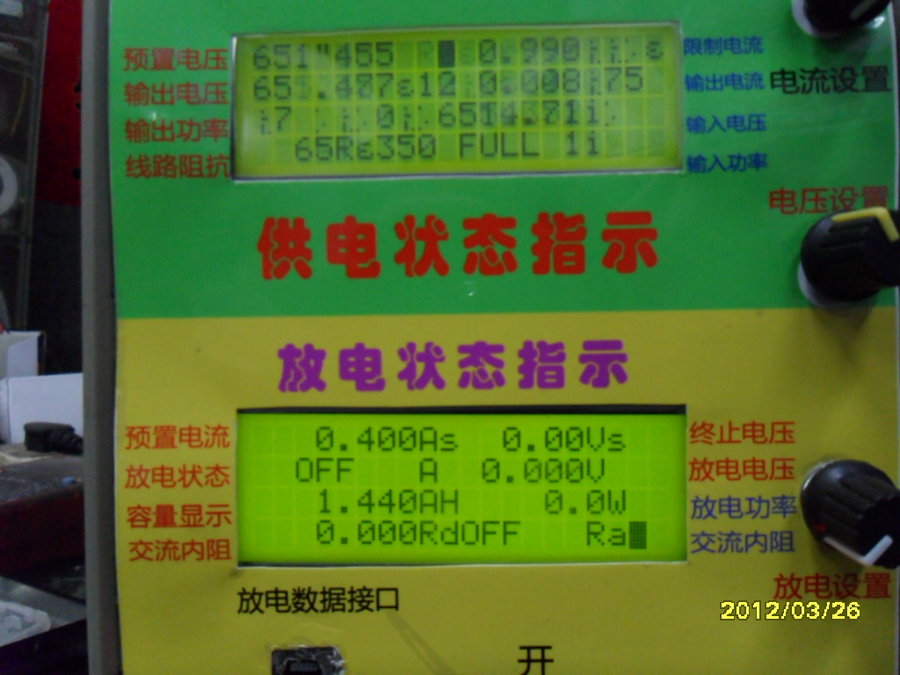 限制电流
预置电压
输出电压 输出电流 电流设置
输出功率 输入电压
线路阻抗 65Rε350 FULL 1i 输入功率
电压设置
供电状态指示
放电状态指示
预置电流 0.400As 0.00Vs 终止电压
放电状态 OFF A 0.000V 放电电压
容量显示 1.440AH 0.0W 放电功率
交流内阻 0.000RdOFF Ra 交流内阻
放电设置
放电数据接口
2012/03/26
开